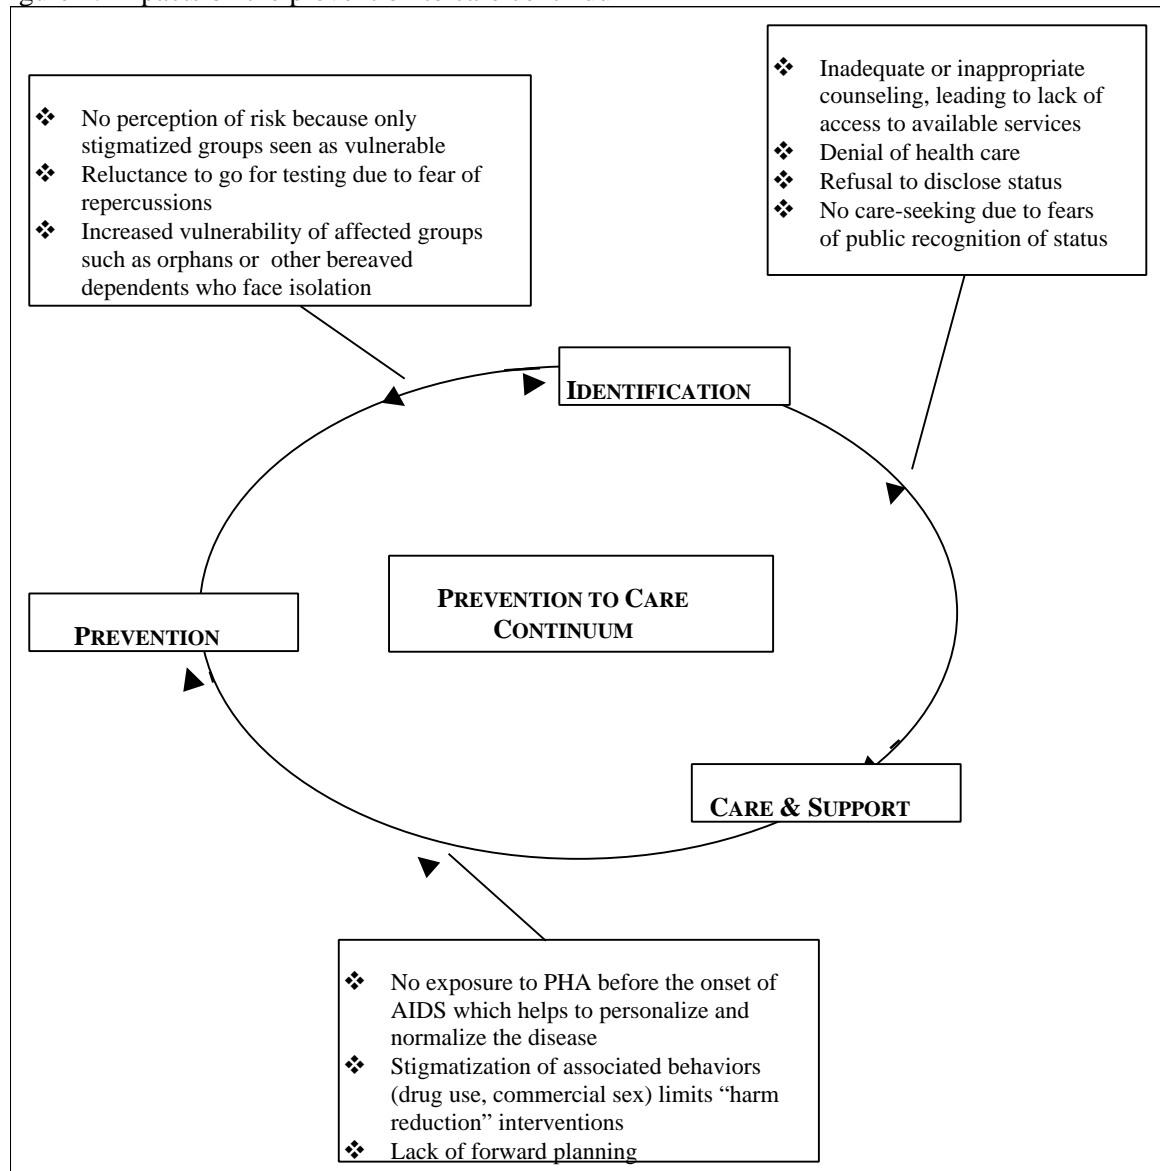 ❖ No perception of risk because only
stigmatized groups seen as vulnerable
❖ Reluctance to go for testing due to fear of
repercussions
❖ Increased vulnerability of affected groups
such as orphans or other bereaved
dependents who face isolation
❖ Inadequate or inappropriate
counseling, leading to lack of
access to available services
❖ Denial of health care
❖ Refusal to disclose status
❖ No care-seeking due to fears
of public recognition of status
IDENTIFICATION
PREVENTION TO CARE
CONTINUUM
PREVENTION
CARE & SUPPORT
❖ No exposure to PHA before the onset of
AIDS which helps to personalize and
normalize the disease
❖ Stigmatization of associated behaviors
(drug use, commercial sex) limits “harm
reduction” interventions
❖ Lack of forward planning